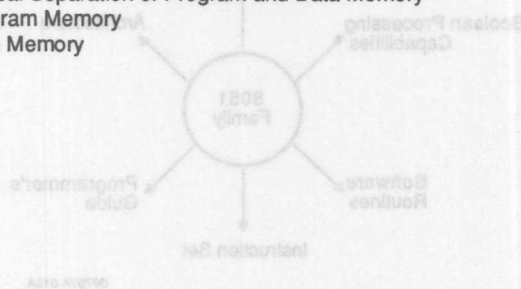 cal Separation of Program and Data Memory
ram Memory
Memory
Boolean Processing
Capabilities
8051
Family
Programmer's
Guide
Software
Routines
Instruction Set